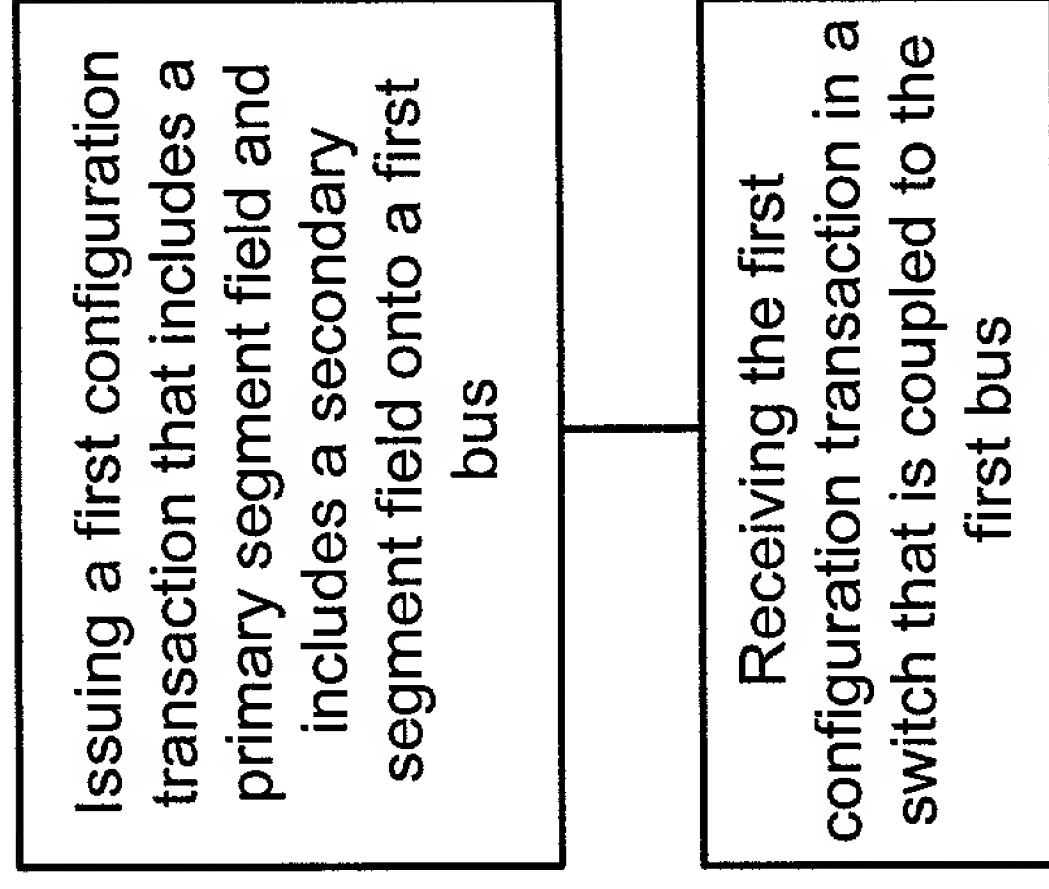 Issuing a first configuration
transaction that includes a
primary segment field and
includes a secondary
segment field onto a first
bus
Receiving the first
configuration transaction in a
switch that is coupled to the
first bus